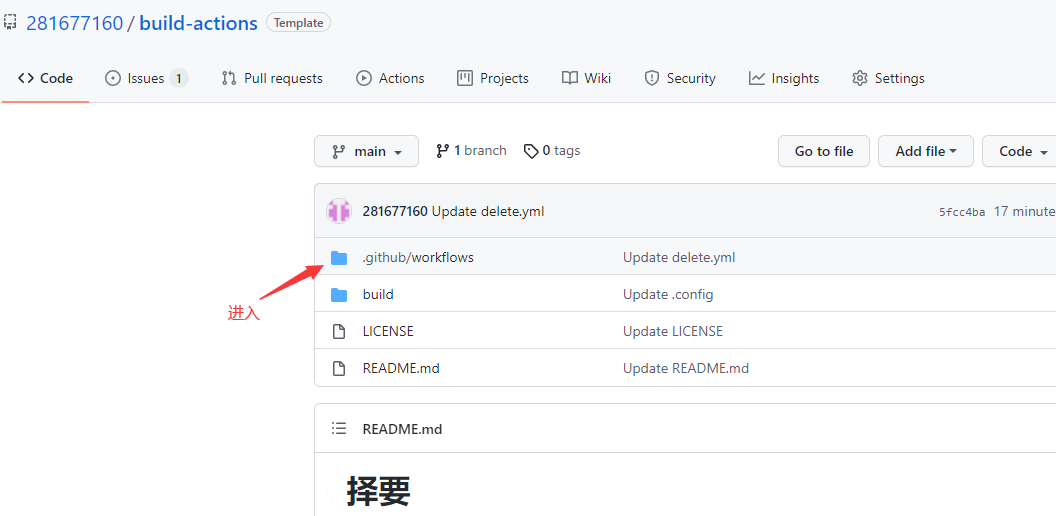 281677160 / build-actions Template
Code Issues 1 Pull requests Actions Projects Wiki Security Insights Settings
main 1 branch 0 tags Go to file Add file Code
281677160 Update delete.yml 5fcc4ba 17 minute
.github/workflows Update delete.yml
build Update .config
进入
LICENSE Update LICENSE
README.md Update README.md
README.md
择要